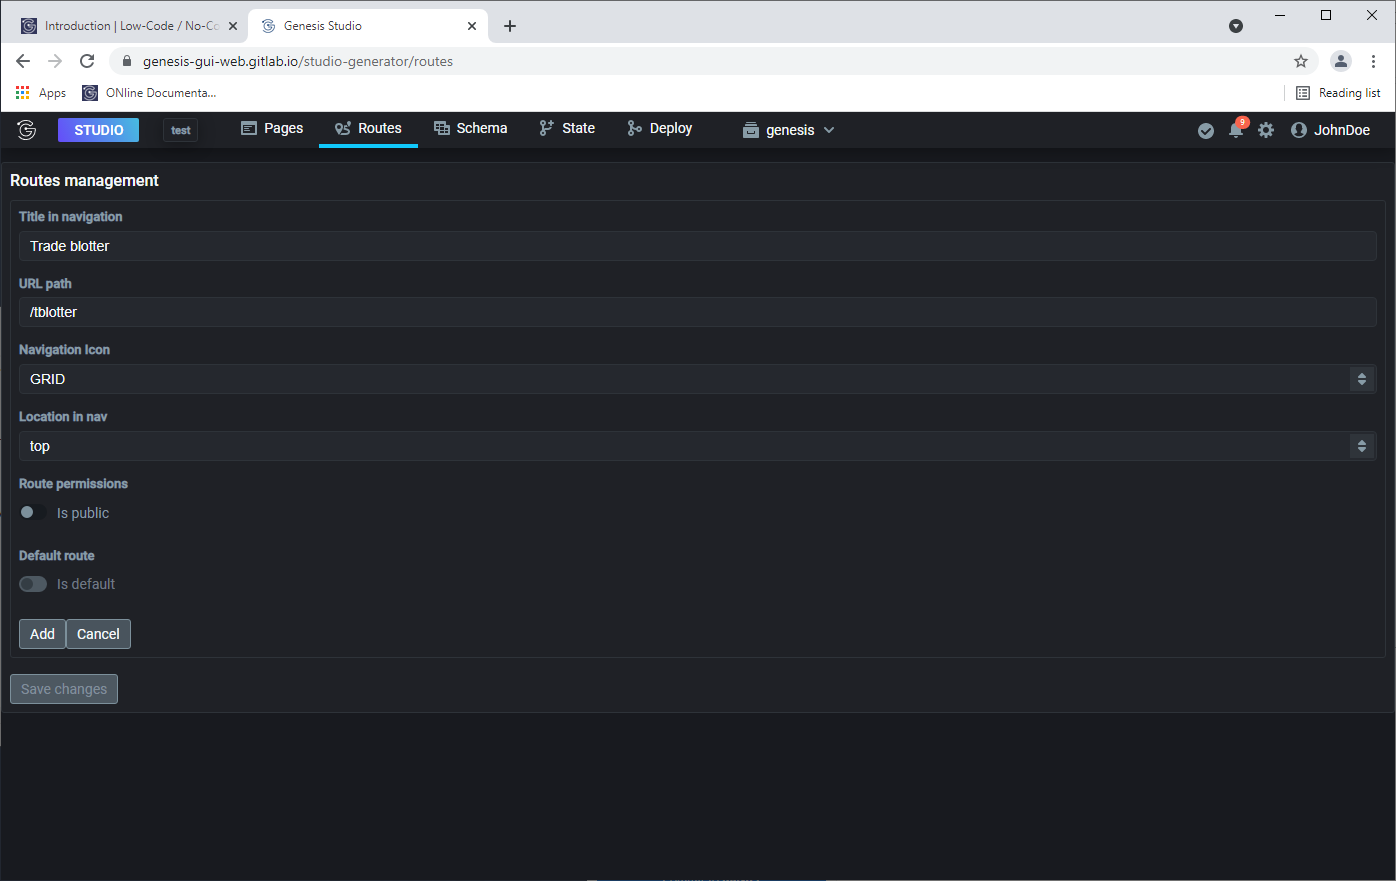 Introduction | Low-Code / No-Co
Genesis Studio
genesis-gui-web.gitlab.io/studio-generator/routes
Apps
ONline Documenta...
Reading list
STUDIO
test
Pages
Routes
Schema
State
Deploy
genesis
9
JohnDoe
Routes management
Title in navigation
Trade blotter
URL path
/tblotter
Navigation Icon
GRID
Location in nav
top
Route permissions
Is public
Default route
Is default
Add
Cancel
Save changes